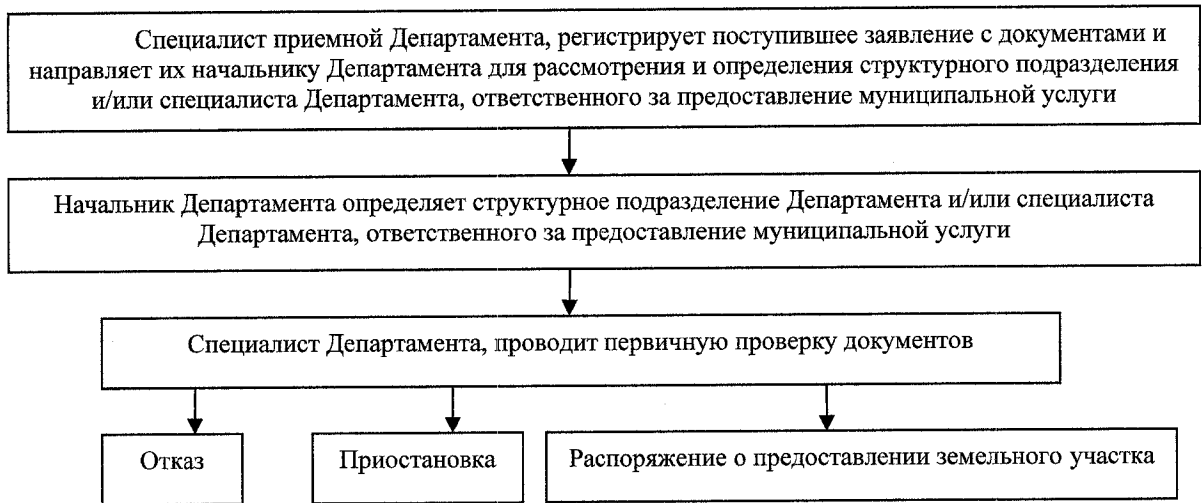 Специалист приемной Департамента, регистрирует поступившее заявление с документами и
направляет их начальнику Департамента для рассмотрения и определения структурного подразделения
и/или специалиста Департамента, ответственного за предоставление муниципальной услуги
Начальник Департамента определяет структурное подразделение Департамента и/или специалиста
Департамента, ответственного за предоставление муниципальной услуги
Специалист Департамента, проводит первичную проверку документов
Отказ
Приостановка
Распоряжение о предоставлении земельного участка